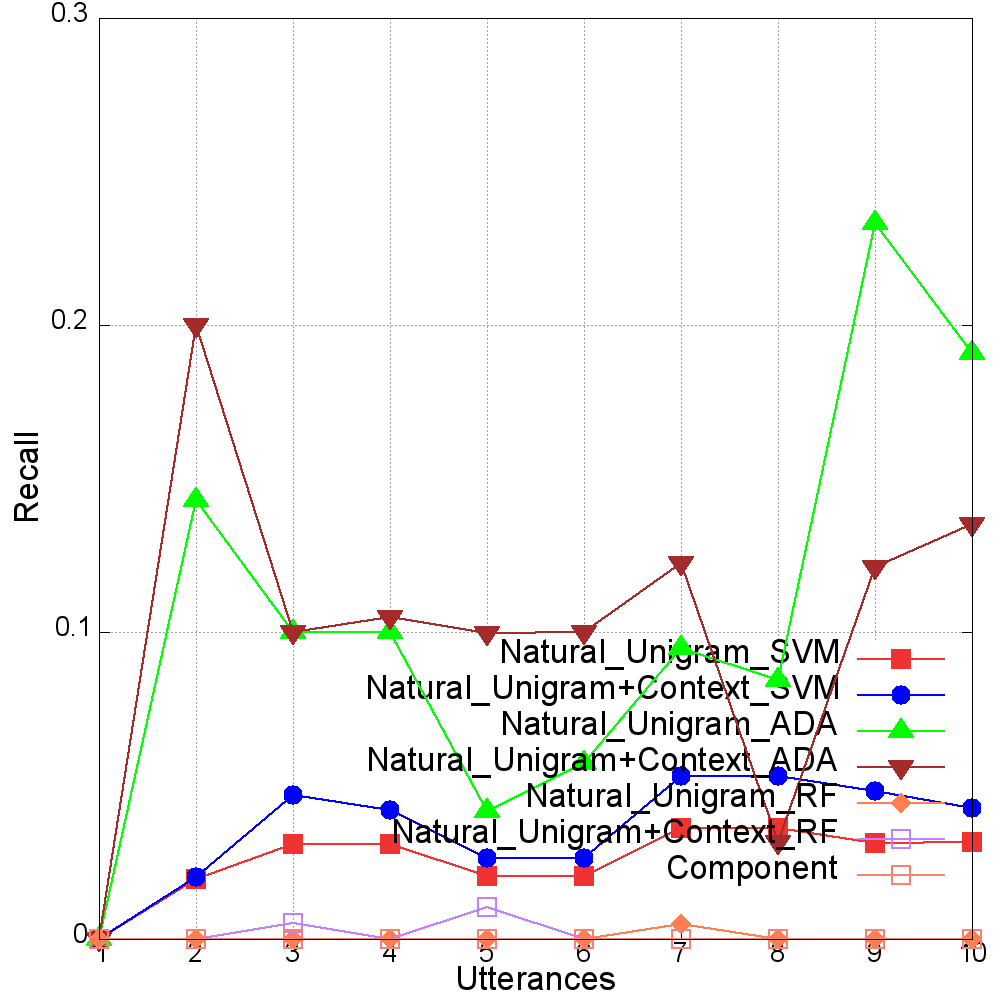 0.3
0.2
0.1
0
Recall
Natural_Unigram_SVM
Natural_Unigram+Context_SVM
Natural_Unigram_ADA
Natural_Unigram+Context_ADA
Natural_Unigram_RF
Natural_Unigram+Context_RF
Component
1 2 3 4 5 6 7 8 9 10
Utterances